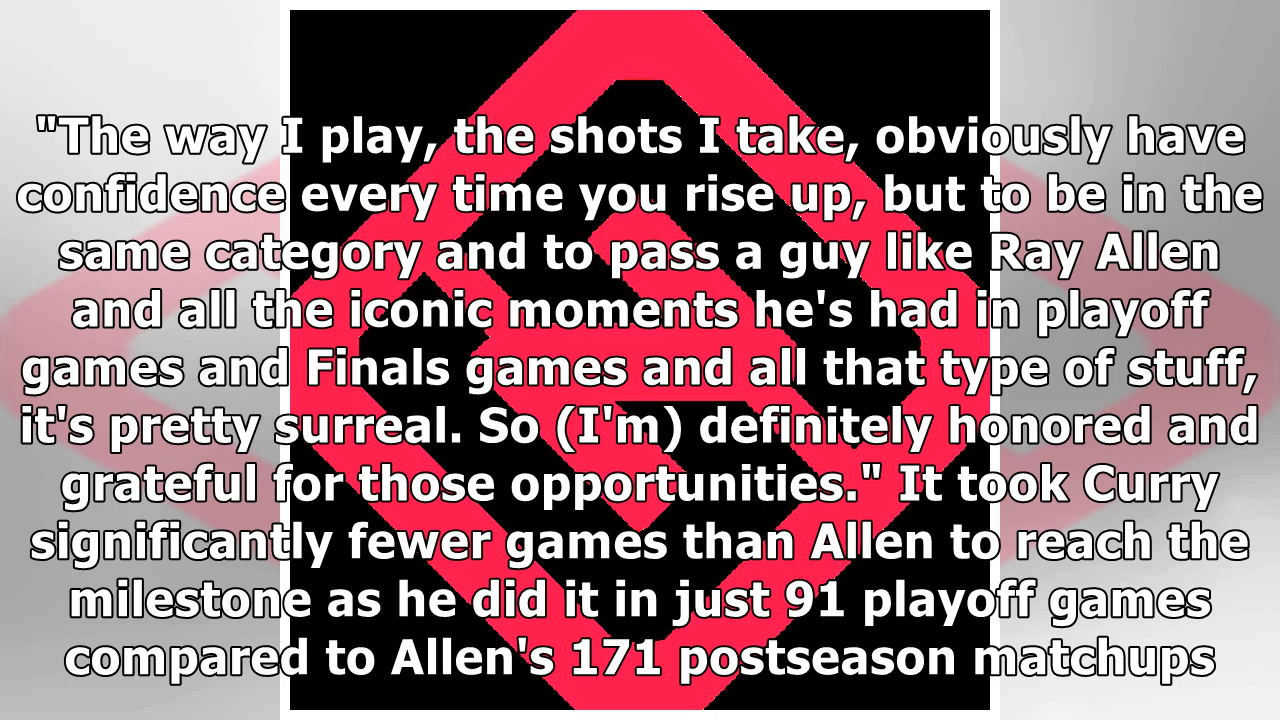 "The way I play, the shots I take, obviously have
confidence every time you rise up, but to be in the
same category and to pass a guy like Ray Allen
and all the iconic moments he's had in playoff
games and Finals games and all that type of stuff,
it's pretty surreal. So (I'm) definitely honored and
grateful for those opportunities." It took Curry
significantly fewer games than Allen to reach the
milestone as he did it in just 91 playoff games
compared to Allen's 171 postseason matchups